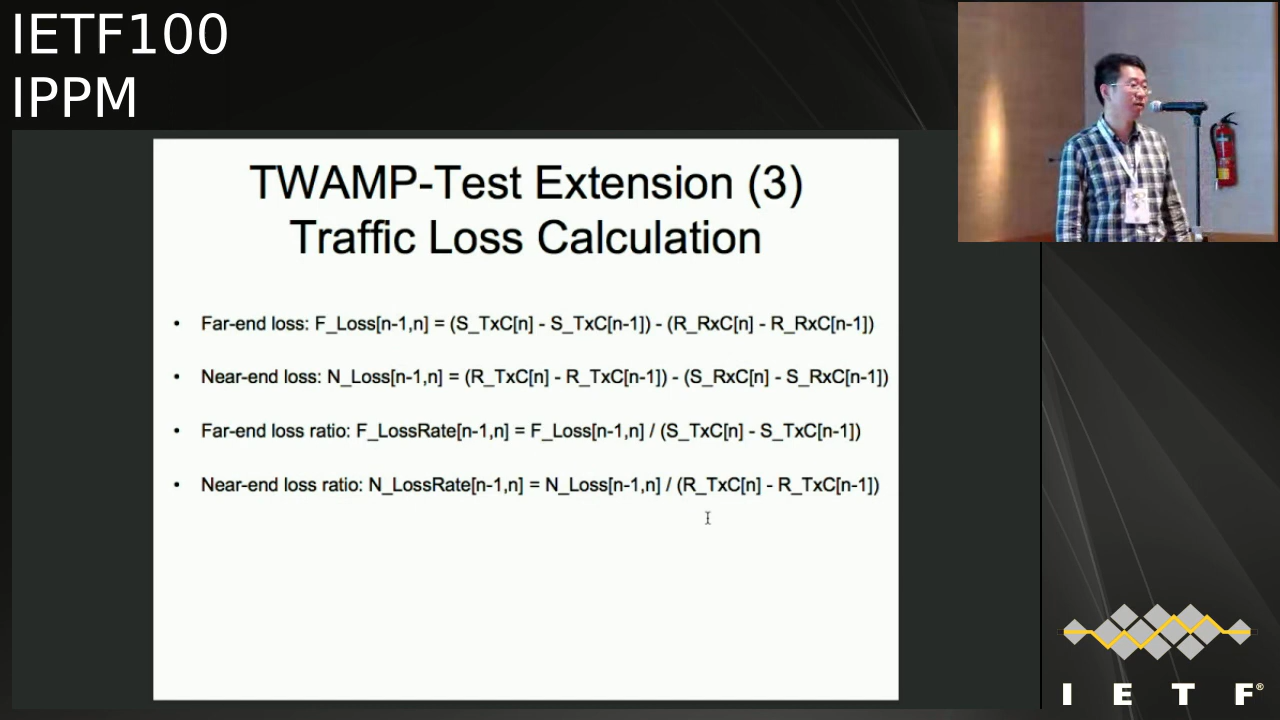 IETF100
IPPM
TWAMP-Test Extension (3)
Traffic Loss Calculation
• Far-end loss: F_Loss[n-1,n] = (S_TxC[n] - S_TxC[n-1]) - (R_RxC[n] - R_RxC[n-1])
• Near-end loss: N_Loss[n-1,n] = (R_TxC[n] - R_TxC[n-1]) - (S_RxC[n] - S_RxC[n-1])
• Far-end loss ratio: F_LossRate[n-1,n] = F_Loss[n-1,n] / (S_TxC[n] - S_TxC[n-1])
• Near-end loss ratio: N_LossRate[n-1,n] = N_Loss[n-1,n] / (R_TxC[n] - R_TxC[n-1])
I E T F®